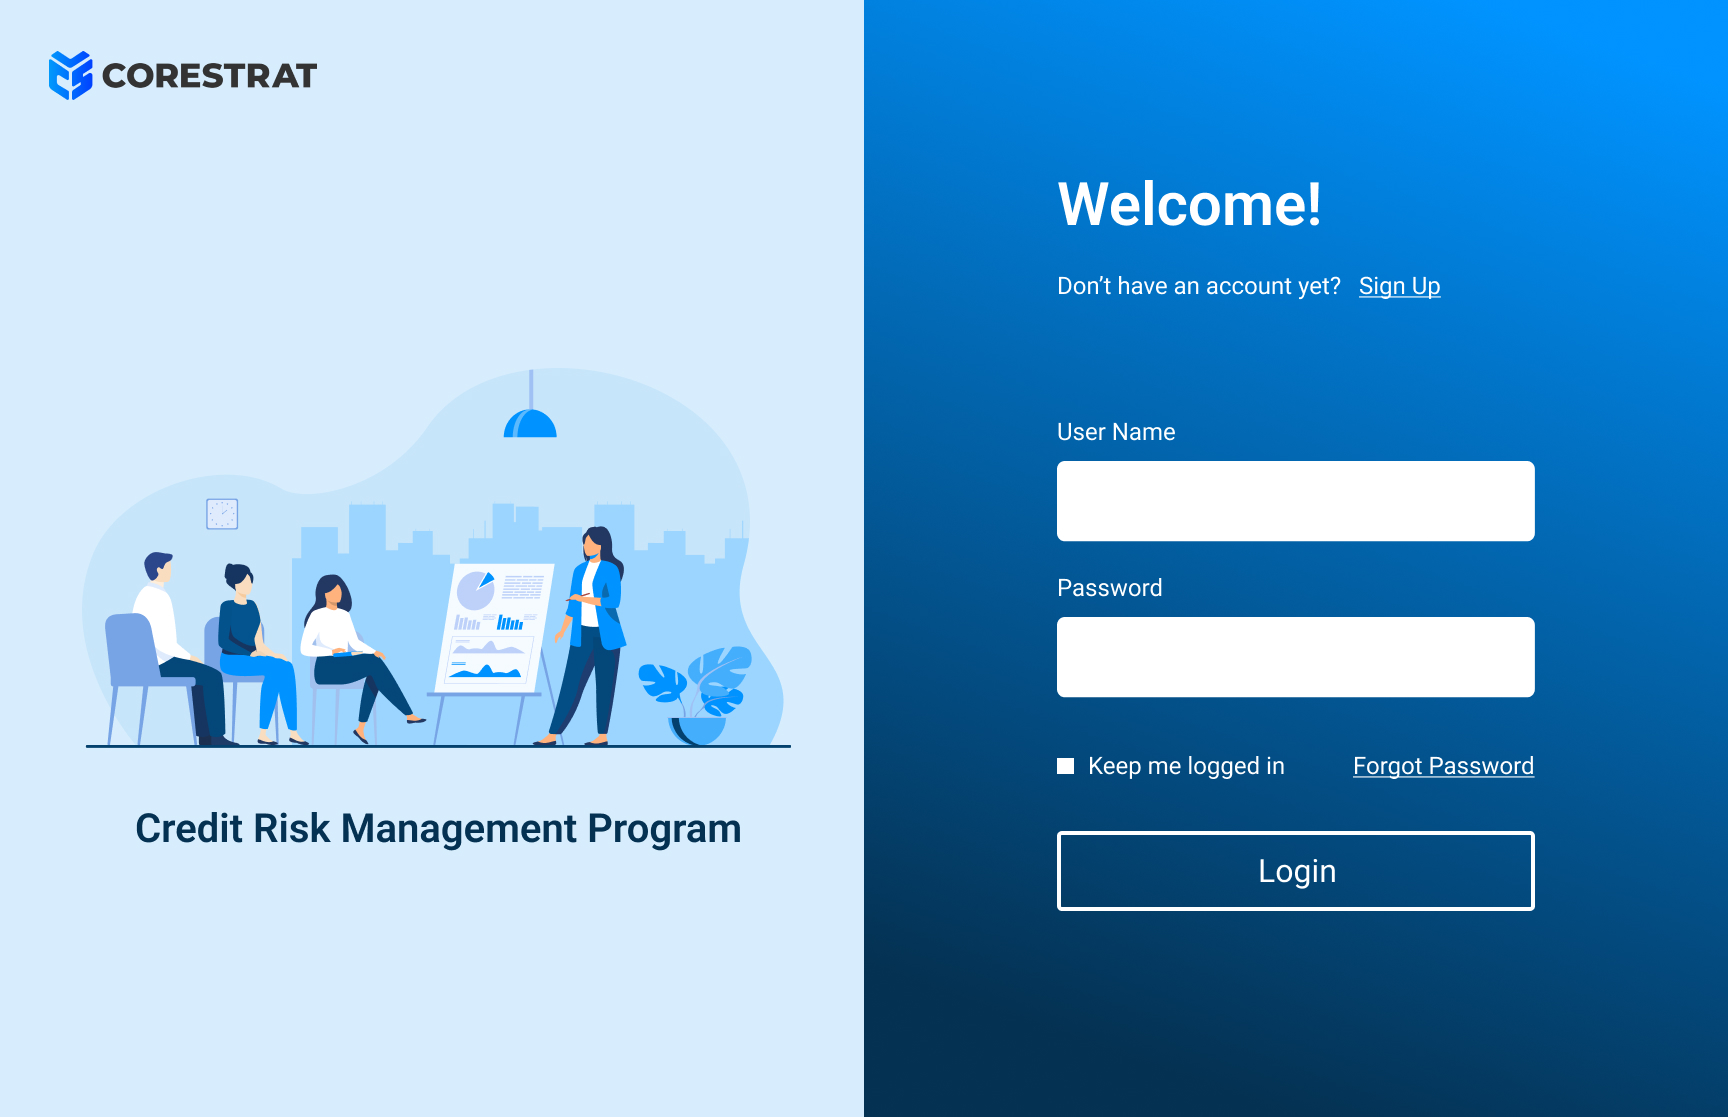 CORESTRAT
Credit Risk Management Program
Welcome!
Don’t have an account yet? Sign Up
User Name
Password
Keep me logged in
Forgot Password
Login